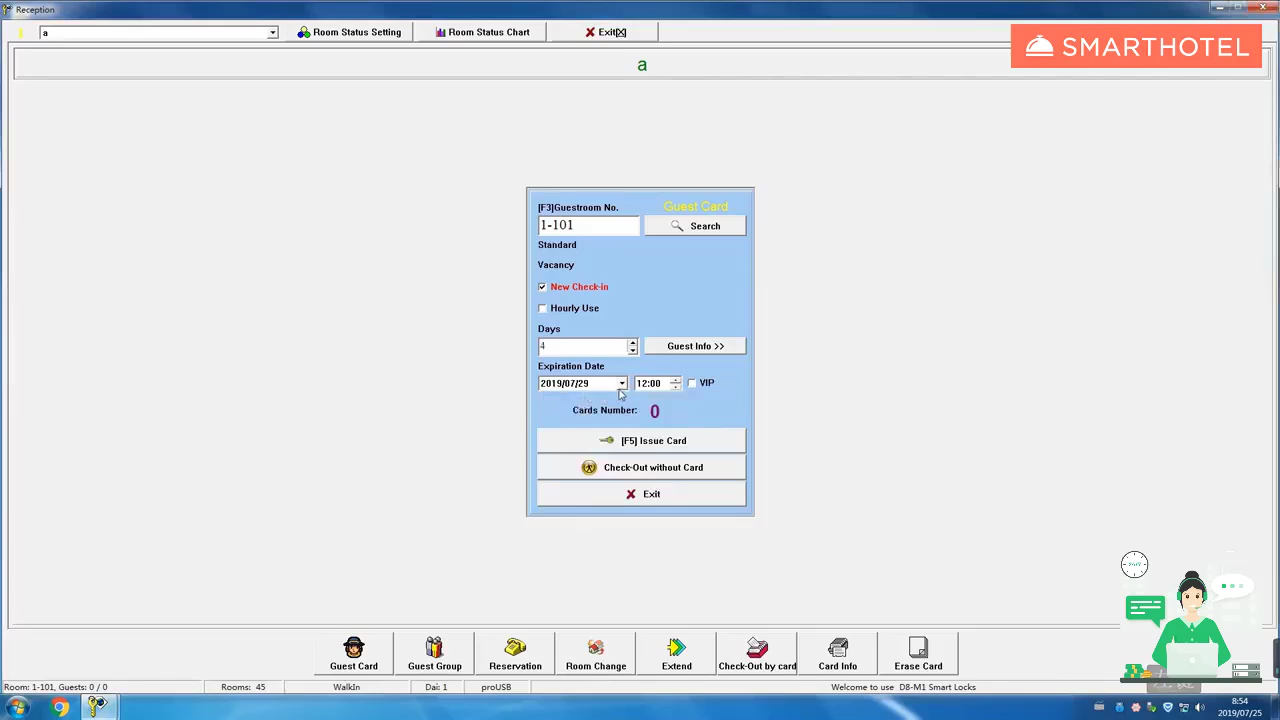 Reception
a
Room Status Setting
Room Status Chart
Exit[X]
SMARTHOTEL
a
[F3]Guestroom No.
Guest Card
1-101
Search
Standard
Vacancy
New Check-in
Hourly Use
Days
4
Guest Info >>
Expiration Date
2019/07/29
12:00
VIP
Cards Number:
0
[F5] Issue Card
Check-Out without Card
Exit
Guest Card
Guest Group
Reservation
Room Change
Extend
Check-Out by card
Card Info
Erase Card
Room: 1-101, Guests: 0 / 0
Rooms: 45
WalkIn
Dai: 1
proUSB
Welcome to use D8-M1 Smart Locks
8:54
2019/07/25